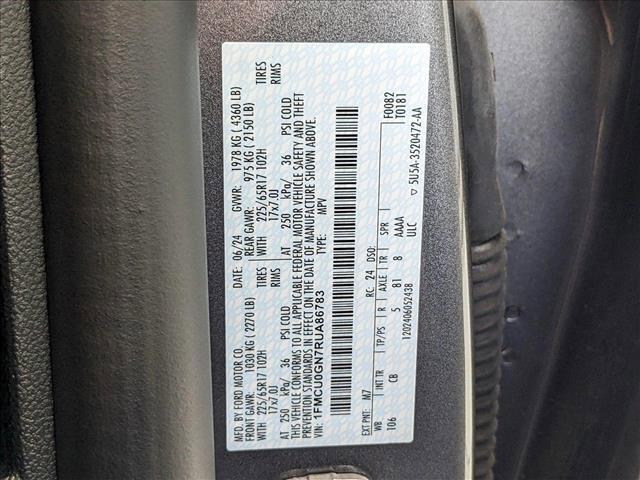 MFD. BY FORD MOTOR CO. 06/24 GVWR: 1978 KG ( 4360 LB)
FRONT GAWR: 1030 KG ( 2270 LB) REAR GAWR: 975 KG ( 2150 LB)
WITH 225/65R17 102H TIRES WITH 225/65R17 102H TIRES
17x7.0J RIMS 17x7.0J RIMS
AT 250 kPa/ 36 PSI COLD AT 250 kPa/ 36 PSI COLD
THIS VEHICLE CONFORMS TO ALL APPLICABLE FEDERAL MOTOR VEHICLE SAFETY AND THEFT
PREVENTION STANDARDS IN EFFECT ON THE DATE OF MANUFACTURE SHOWN ABOVE.
VIN: 1FMCU0GN7RUA86783 TYPE: MPV
F0082
EXT PNT: M7 RC: 24 DSO: T0181
WB INT TR TP/PS R AXLE TR SPR
106 CB 5 81 8 AAAA
ULC
1202406052438 5U5A-3520472-AA